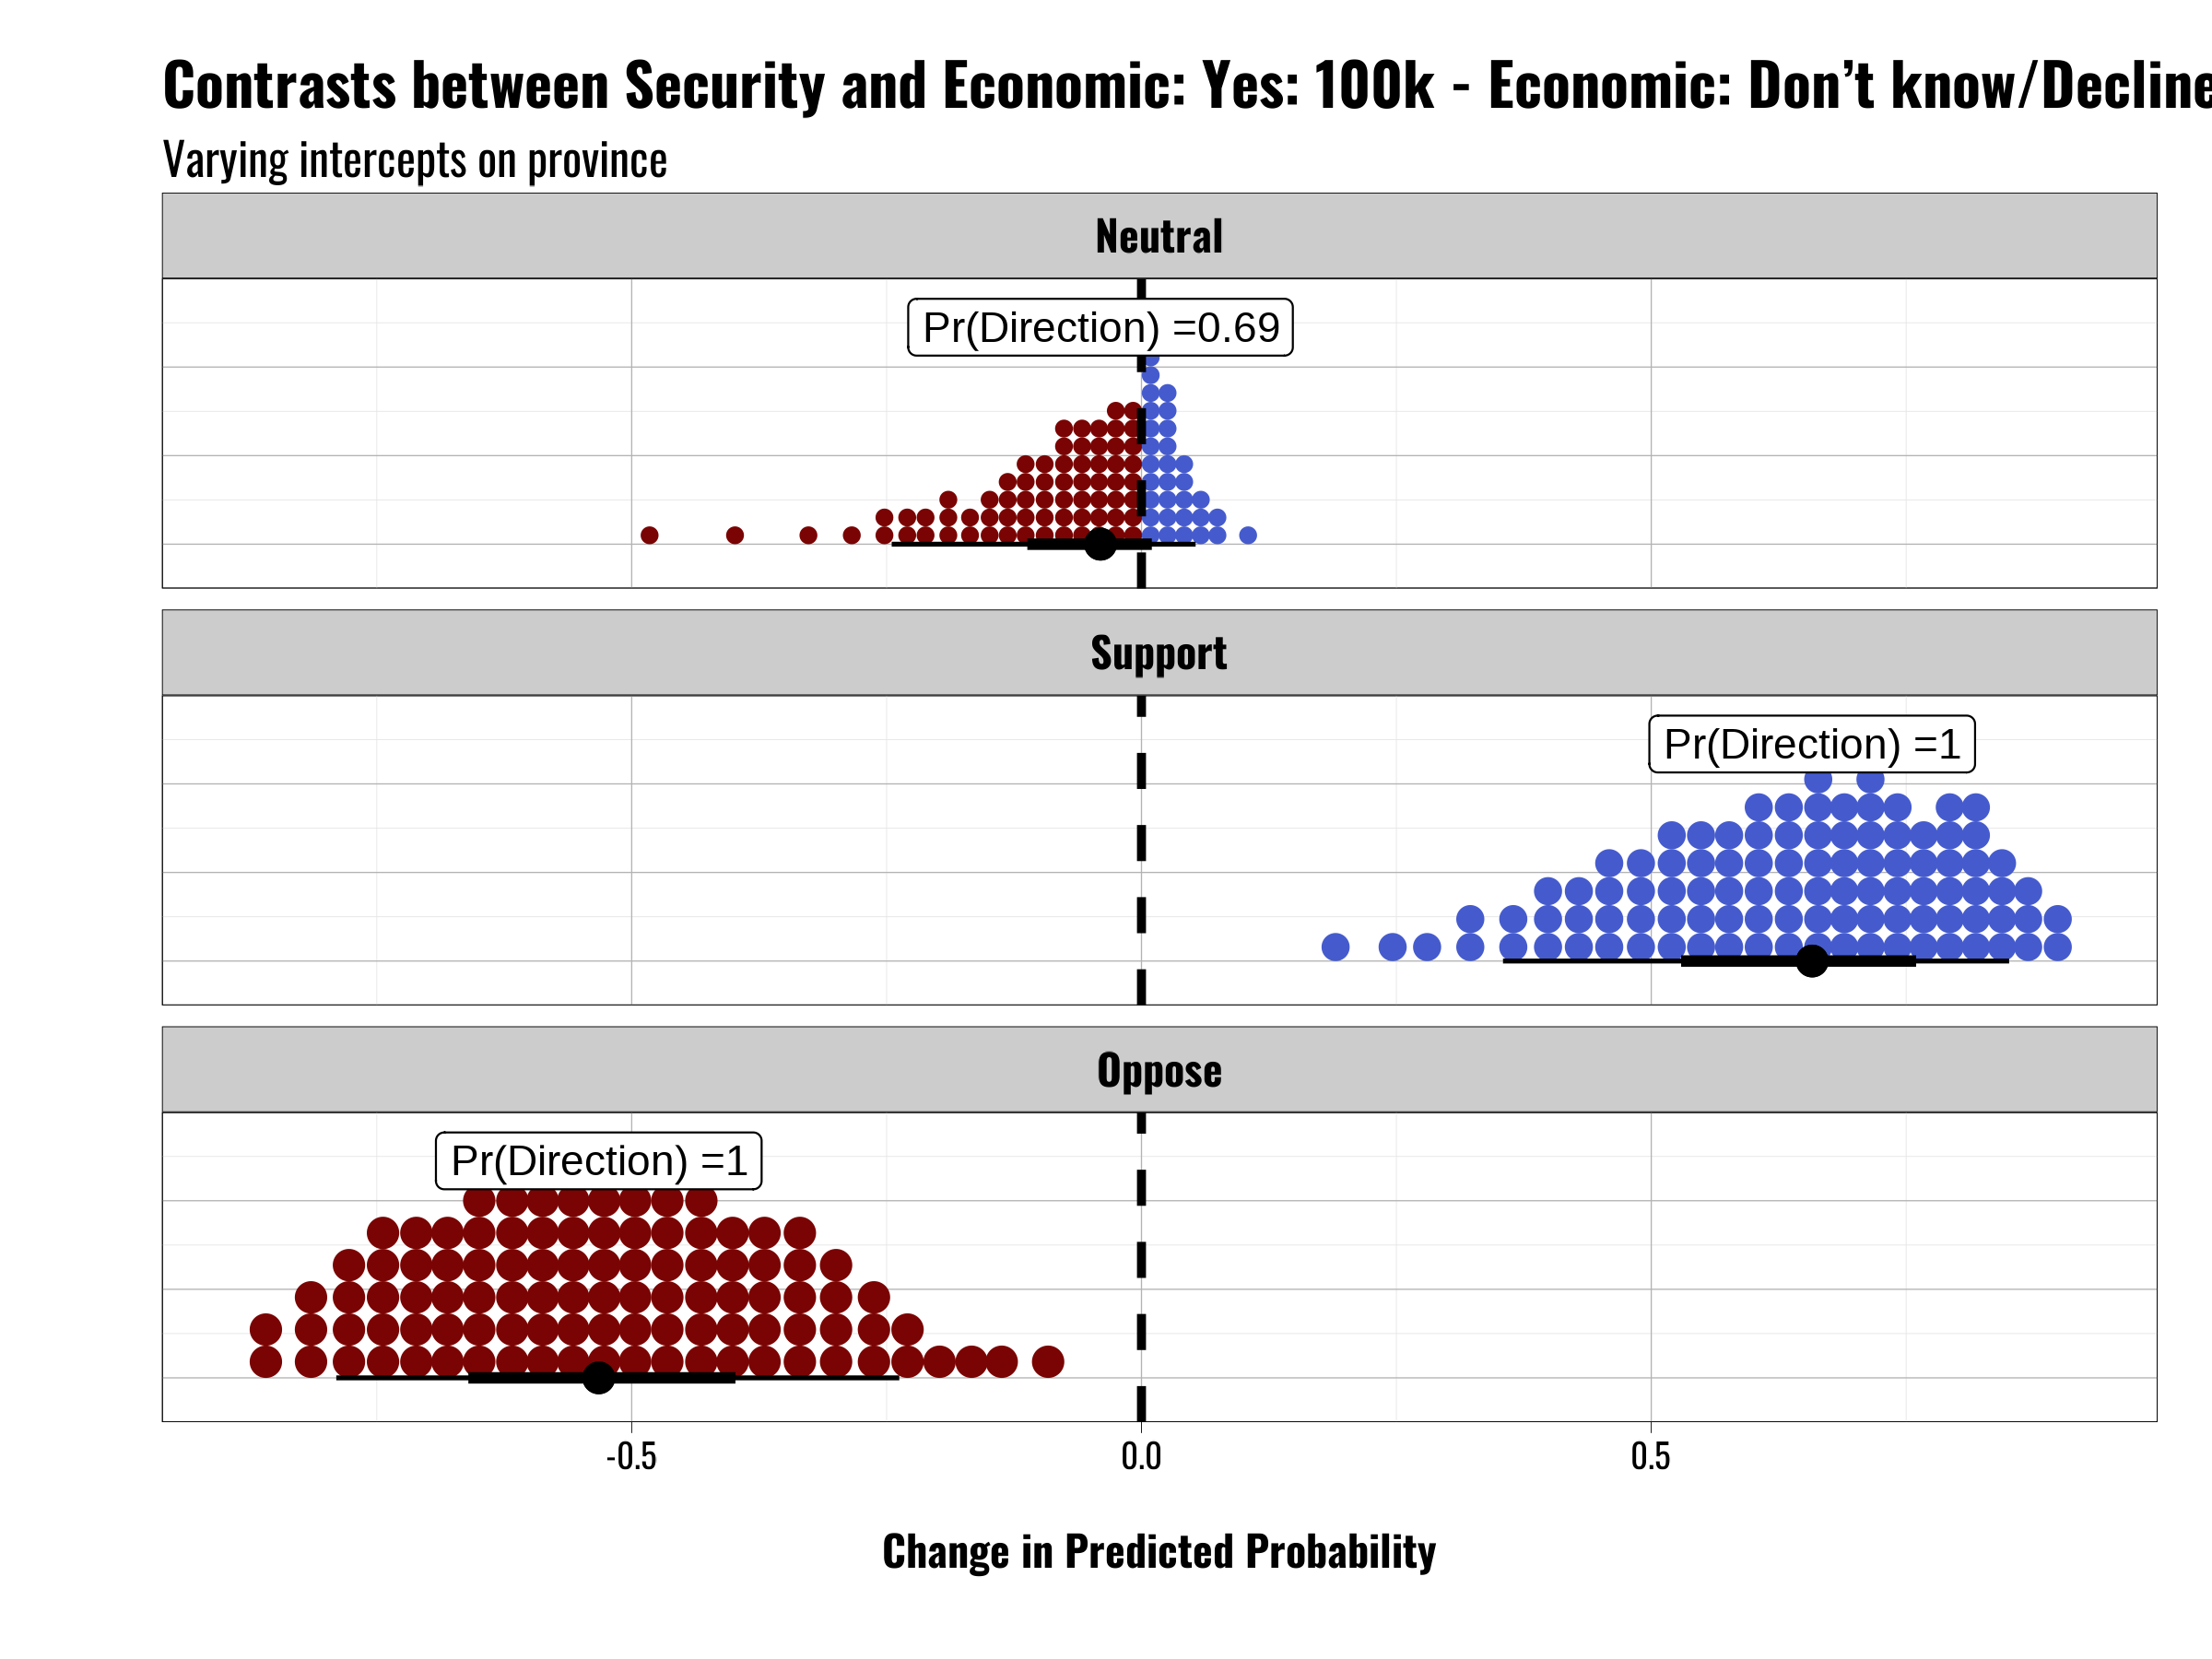 Contrasts between Security and Economic: Yes: 100k - Economic: Don’t know/Decline
Varying intercepts on province
Neutral
Pr(Direction) =0.69
Support
Pr(Direction) =1
Oppose
Pr(Direction) =1
-0.5 0.0 0.5
Change in Predicted Probability